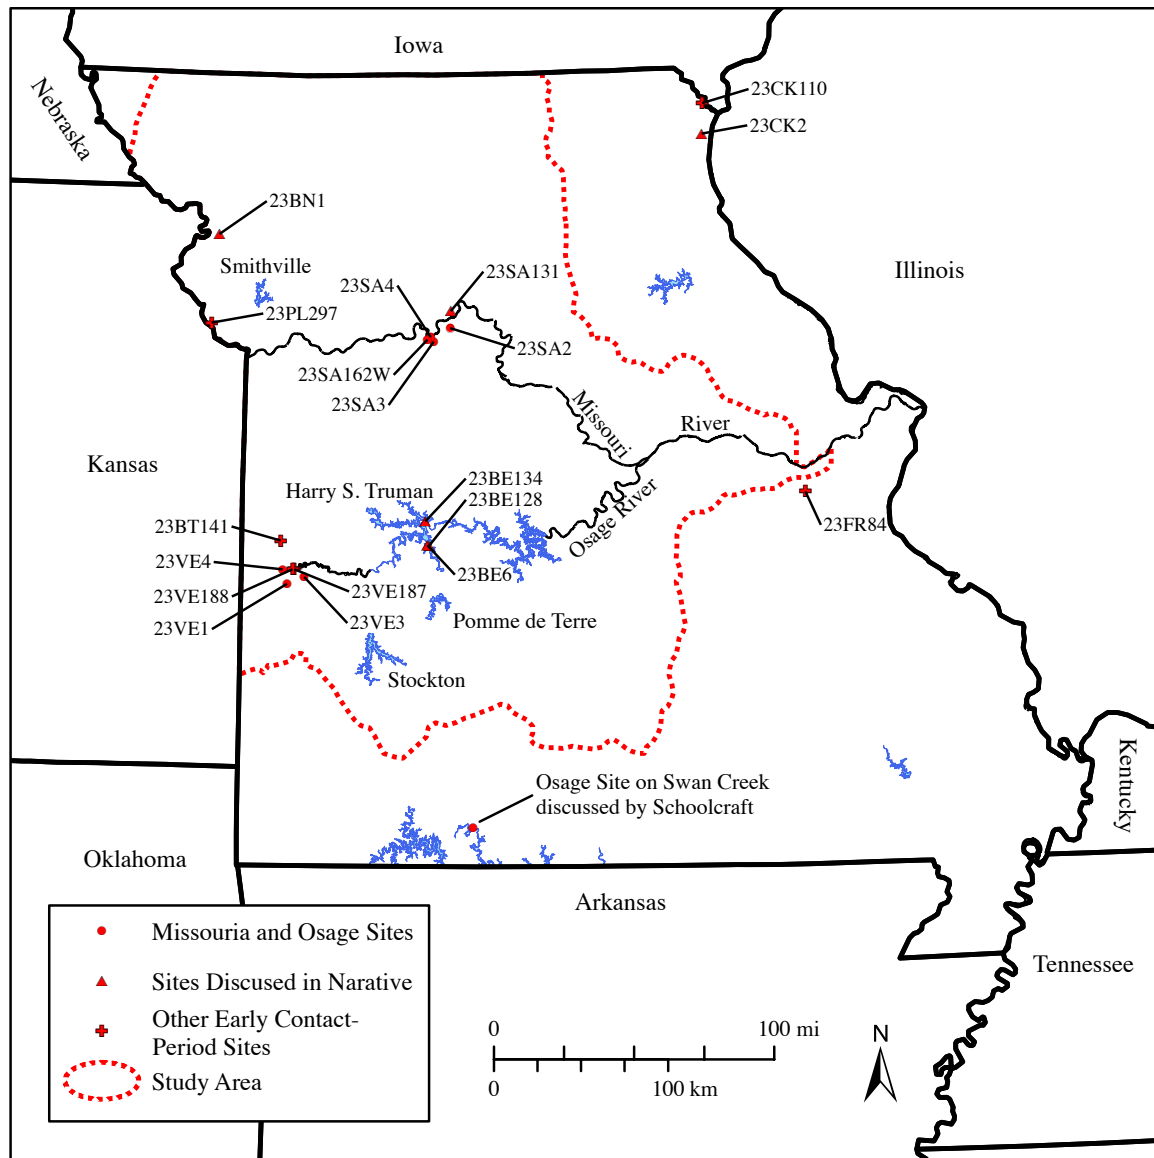 Iowa
Nebraska
23CK110
23CK2
23BN1
Smithville
23SA4
23SA131
Illinois
23PL297
23SA2
23SA162W
23SA3
Missouri
River
Kansas
Harry S. Truman
23BE134
23BE128
Osage River
23BT141
23FR84
23VE4
23BE6
23VE188
23VE187
23VE1
23VE3
Pomme de Terre
Stockton
Kentucky
Osage Site on Swan Creek
discussed by Schoolcraft
Oklahoma
Arkansas
Tennessee
Missouria and Osage Sites
Sites Discused in Narative
Other Early Contact-
Period Sites
Study Area
0
100 mi
0
100 km
N